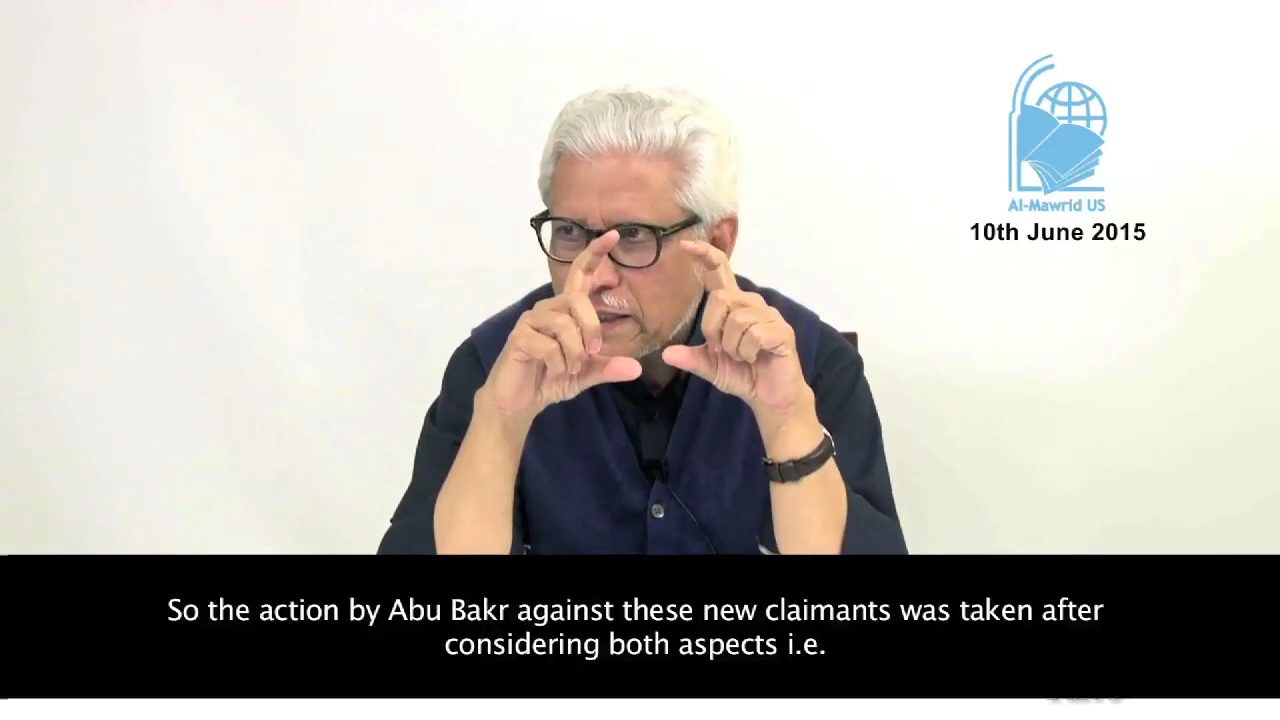 Al-Mawrid US
10th June 2015
So the action by Abu Bakr against these new claimants was taken after
considering both aspects i.e.